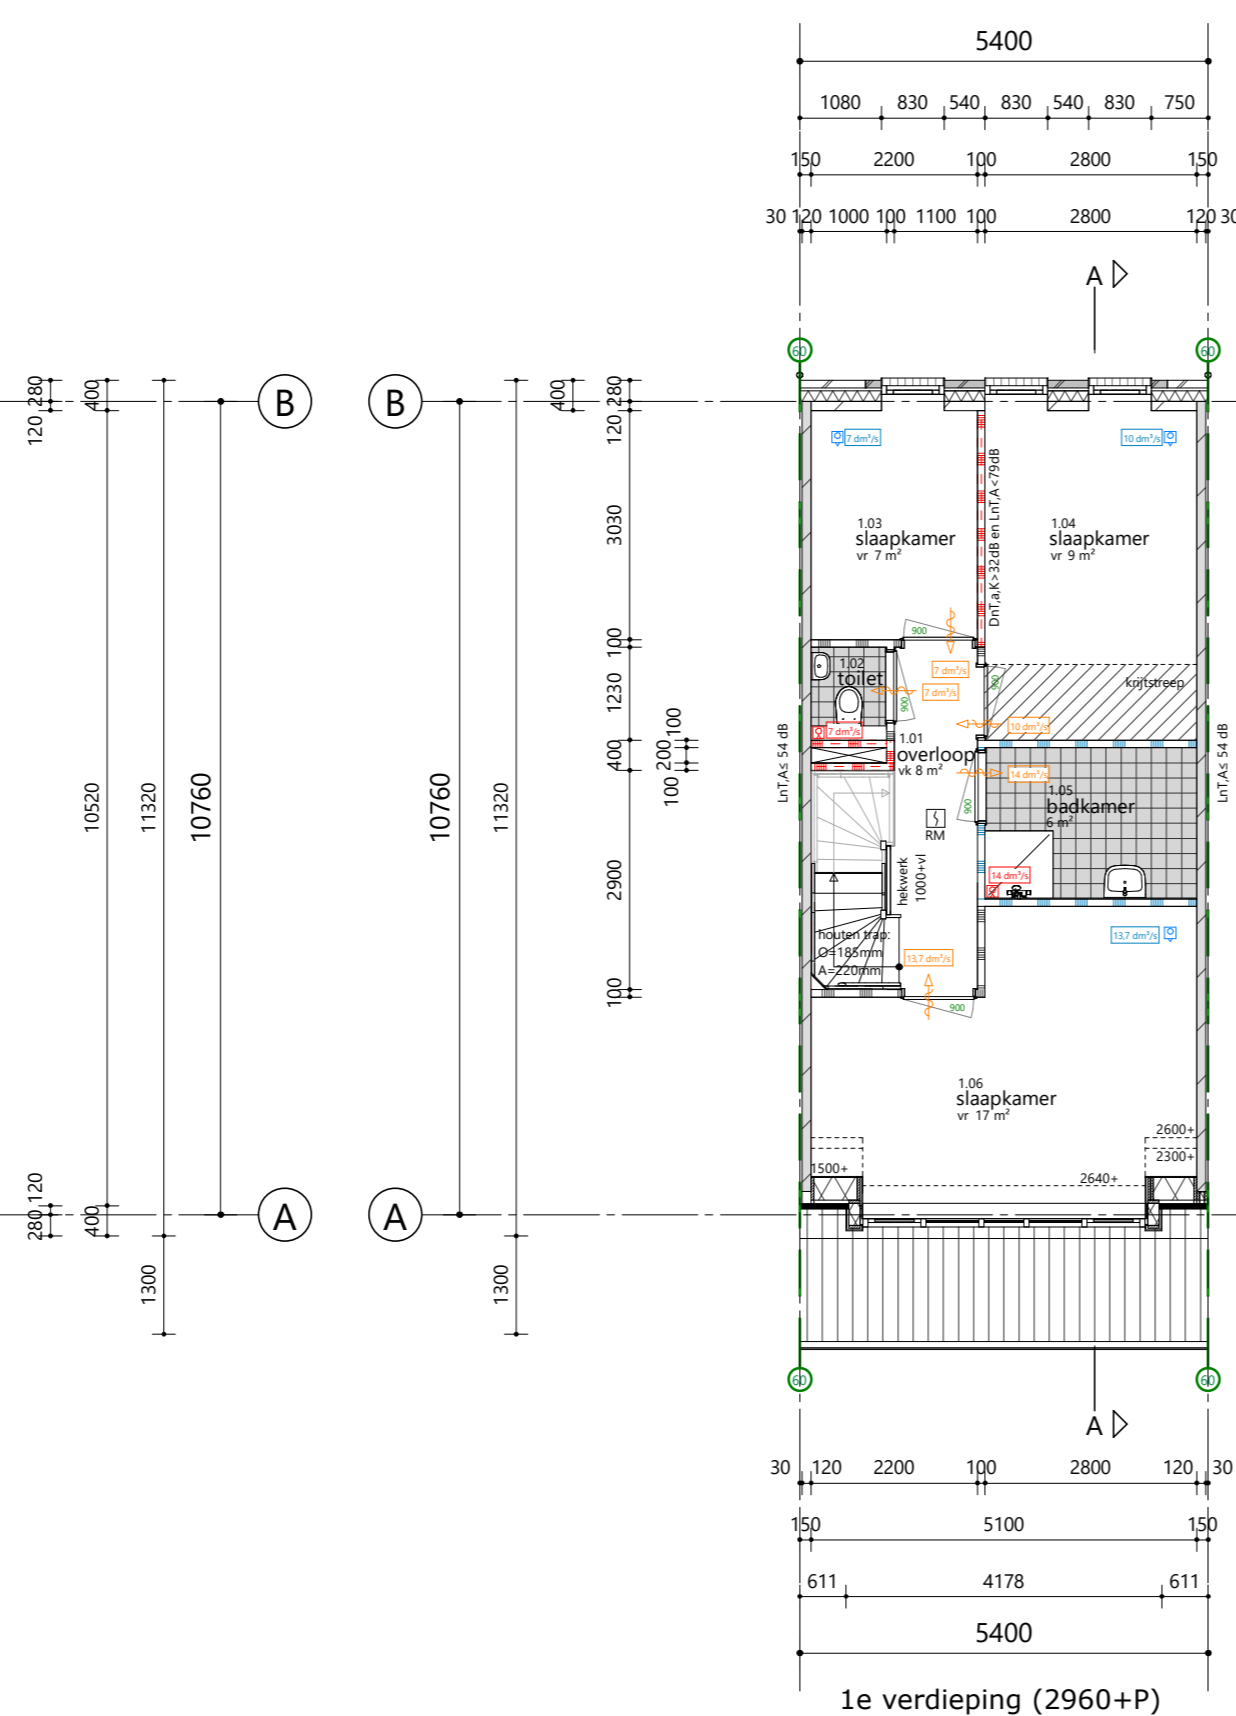 5400
1080 830 540 830 540 830 750
150 2200 100 2800 150
30 120 1000 100 1100 100 2800 120 30
A
60 60
280 400 280 400
B B
120 120
7 dm³/s 10 dm³/s
3030
DnT,a,K>32dB en LnT,A<79dB
1.03
slaapkamer
vr 7 m²
1.04
slaapkamer
vr 9 m²
100
900
1230
1.02
toilet
7 dm³/s
7 dm³/s
900
900
krijtstreep
7 dm³/s
10 dm³/s
400
100
200
100
1.01
overloop
vk 8 m²
14 dm³/s
LnT,A≤ 54 dB LnT,A≤ 54 dB
10520 11320 10760 10760 11320
900
1.05
badkamer
6 m²
RM
2900
hekwerk
1000+vl
14 dm³/s
houten trap:
O=185mm
A=220mm
13,7 dm³/s
13,7 dm³/s
100
900
1.06
slaapkamer
vr 17 m²
2600+
2300+
1500+
2640+
120
280 400
A A
1300 1300
60 60
A
30 120 2200 100 2800 120 30
150 5100 150
611 4178 611
5400
1e verdieping (2960+P)